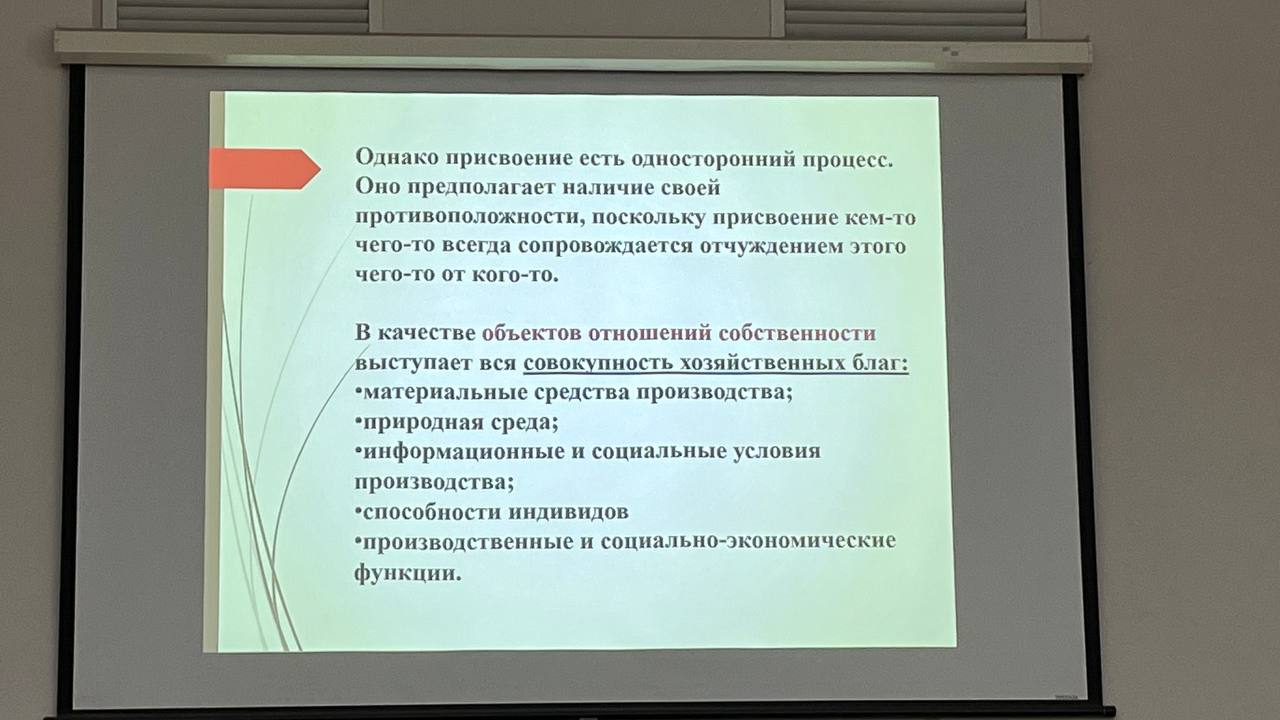 Однако присвоение есть односторонний процесс.
Оно предполагает наличие своей
противоположности, поскольку присвоение кем-то
чего-то всегда сопровождается отчуждением этого
чего-то от кого-то.
В качестве объектов отношений собственности
выступает вся совокупность хозяйственных благ:
•материальные средства производства;
•природная среда;
•информационные и социальные условия
производства;
•способности индивидов
•производственные и социально-экономические
функции.